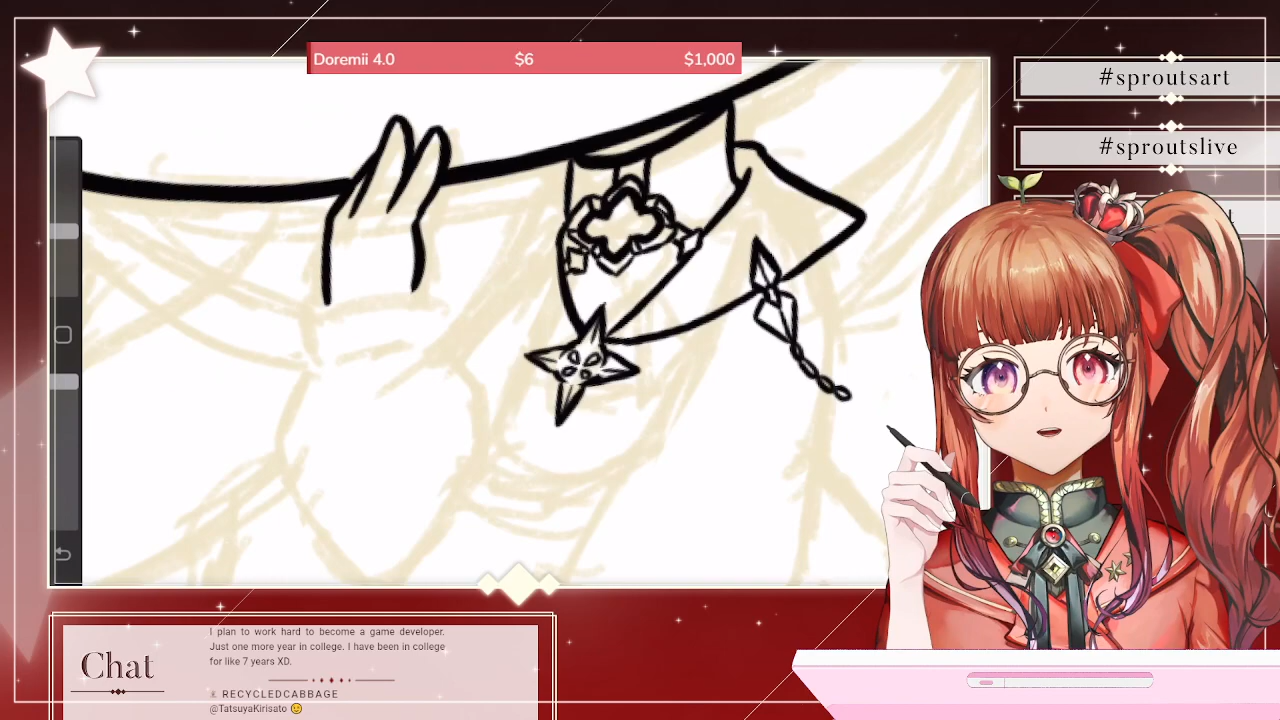 Doremii 4.0 $6 $1,000
#sproutsart
#sproutslive
Chat
I plan to work hard to become a game developer.
Just one more year in college. I have been in college
for like 7 years XD.
RECYCLEDCABBAGE
@TatsuyaKirisato